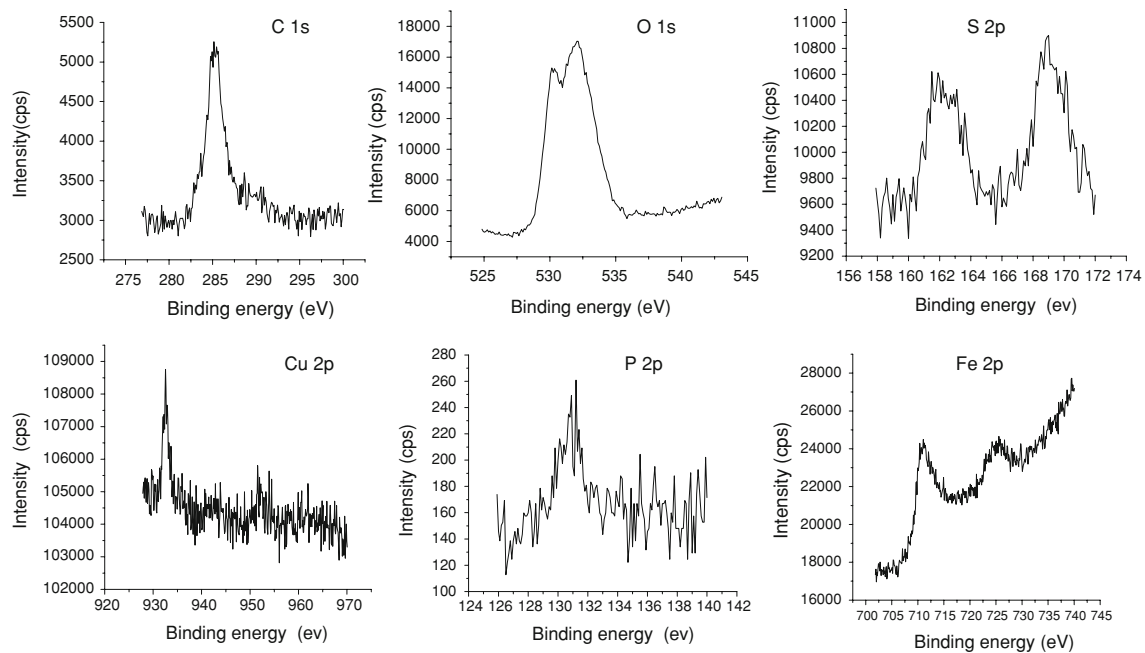 C 1s
5500
5000
4500
4000
3500
3000
2500
Intensity(cps)
275 280 285 290 295 300
Binding energy (eV)
O 1s
18000
16000
14000
12000
10000
8000
6000
4000
Intensity (cps)
525 530 535 540 545
Binding energy (eV)
S 2p
11000
10800
10600
10400
10200
10000
9800
9600
9400
9200
Intensity (cps)
156 158 160 162 164 166 168 170 172 174
Binding energy (ev)
Cu 2p
109000
108000
107000
106000
105000
104000
103000
102000
Intensity (cps)
920 930 940 950 960 970
Binding energy (ev)
P 2p
280
260
240
220
200
180
160
140
120
100
Intensity (cps)
124 126 128 130 132 134 136 138 140 142
Binding energy (ev)
Fe 2p
28000
26000
24000
22000
20000
18000
16000
Intensity (cps)
700 705 710 715 720 725 730 735 740 745
Binding energy (eV)